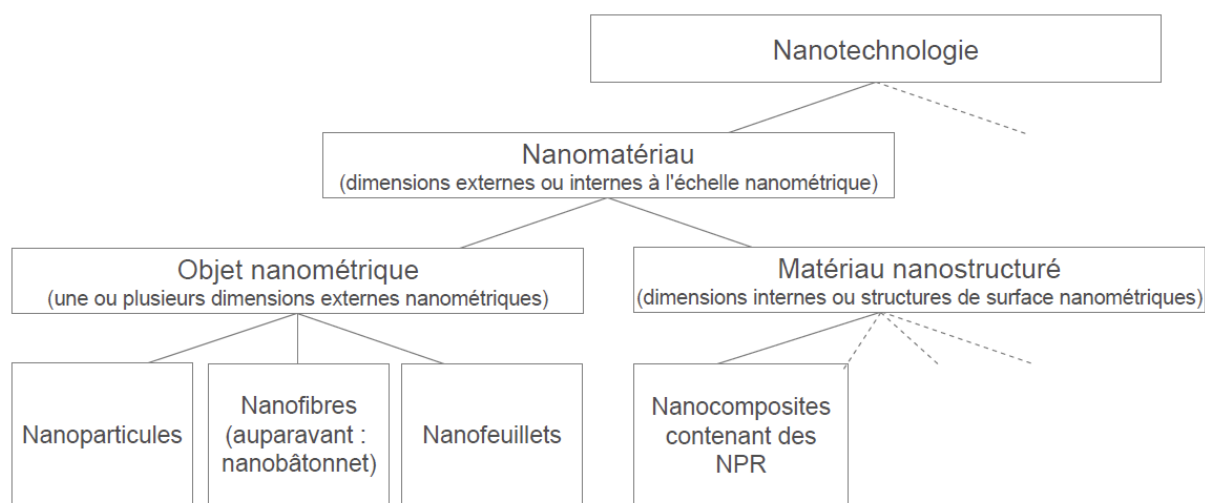 Nanotechnologie
Nanomatériau
(dimensions externes ou internes à l'échelle nanométrique)
Objet nanométrique
(une ou plusieurs dimensions externes nanométriques)
Matériau nanostructuré
(dimensions internes ou structures de surface nanométriques)
Nanoparticules
Nanofibres
(auparavant :
nanobâtonnet)
Nanofeuillets
Nanocomposites
contenant des
NPR